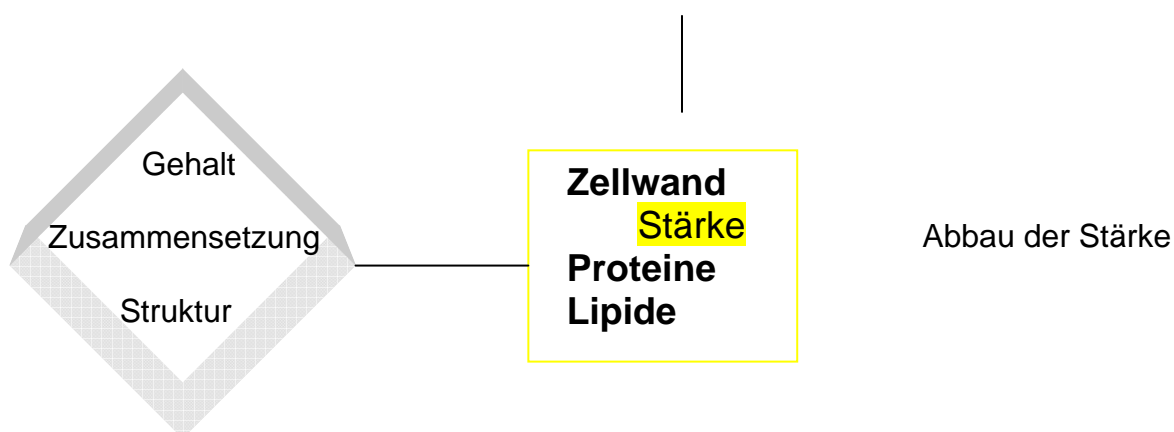 Gehalt
Zusammensetzung
Struktur
Zellwand
Stärke
Proteine
Lipide
Abbau der Stärke